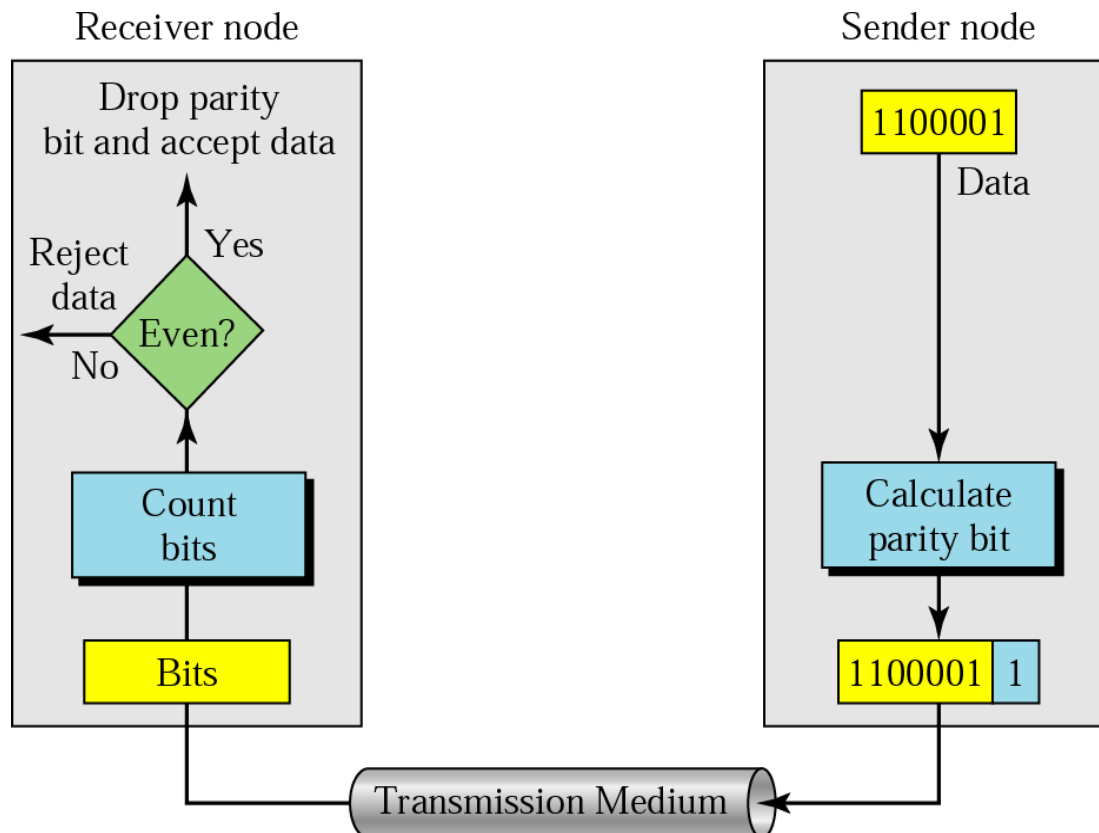 Receiver node
Drop parity
bit and accept data
Yes
Reject
data
Even?
No
Count
bits
Bits
Sender node
1100001
Data
Calculate
parity bit
1100001 1
Transmission Medium